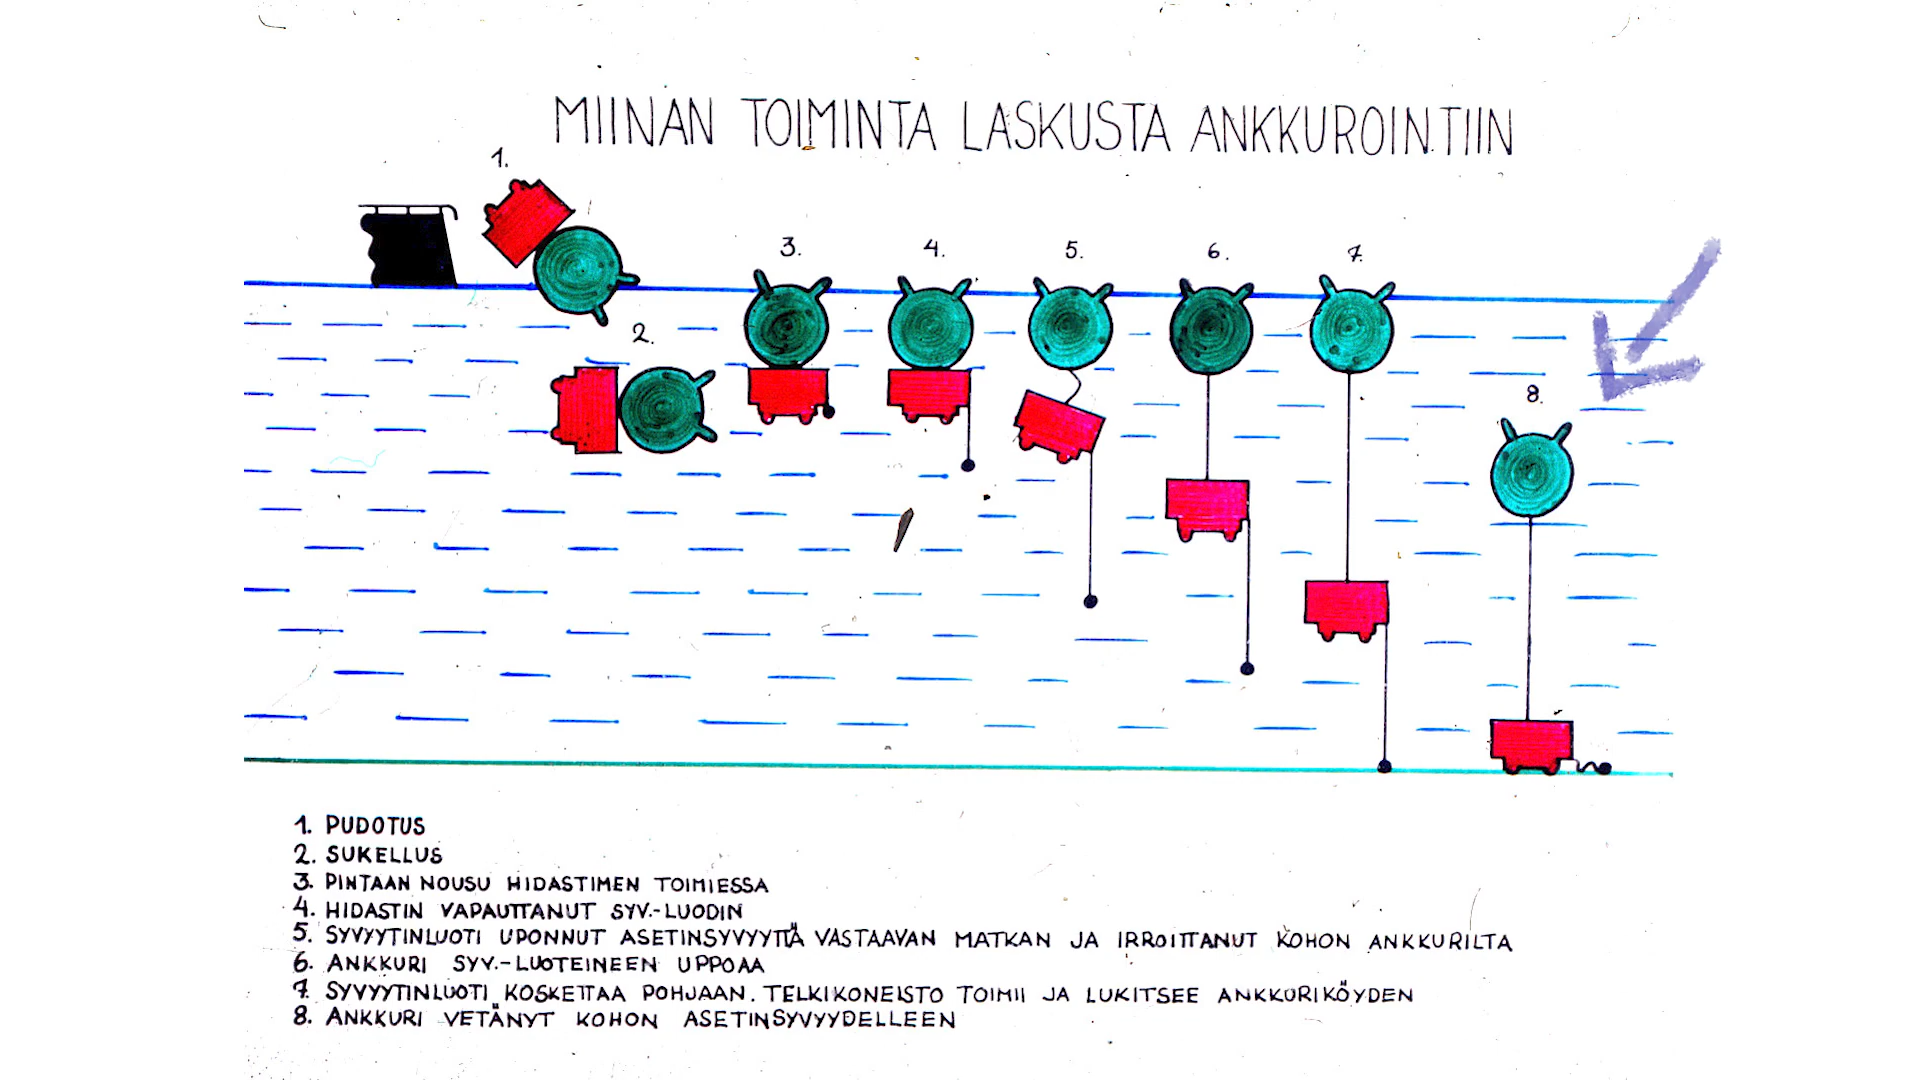 MIINAN TOIMINTA LASKUSTA ANKKUROINTIIN
1.
2.
3.
4.
5.
6.
7.
8.
1. PUDOTUS
2. SUKELLUS
3. PINTAAN NOUSU HIDASTIMEN TOIMIESSA
4. HIDASTIN VAPAUTTANUT SYV.-LUODIN
5. SYVYYTINLUOTI UPONNUT ASETINSYVYYTTÄ VASTAAVAN MATKAN JA IRROITTANUT KOHON ANKKURILTA
6. ANKKURI SYV.-LUOTEINEEN UPPOAA
7. SYVYYTINLUOTI KOSKETTAA POHJAAN. TELKIKONEISTO TOIMII JA LUKITSEE ANKKURIKÖYDEN
8. ANKKURI VETÄNYT KOHON ASETINSYVYYDELLEEN